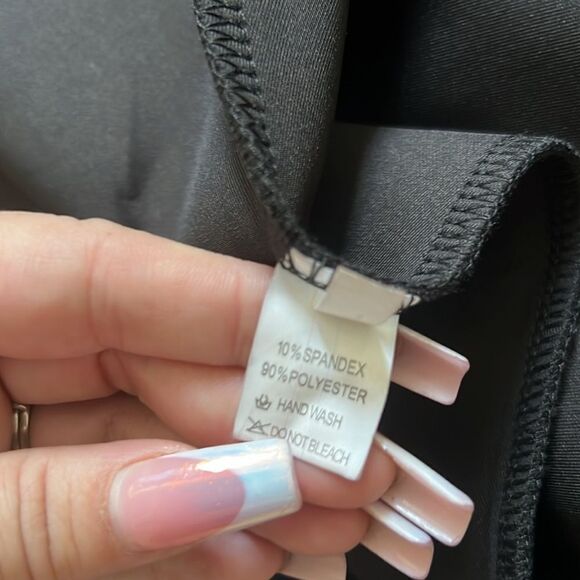 10% SPANDEX
90% POLYESTER
HAND WASH
DO NOT BLEACH